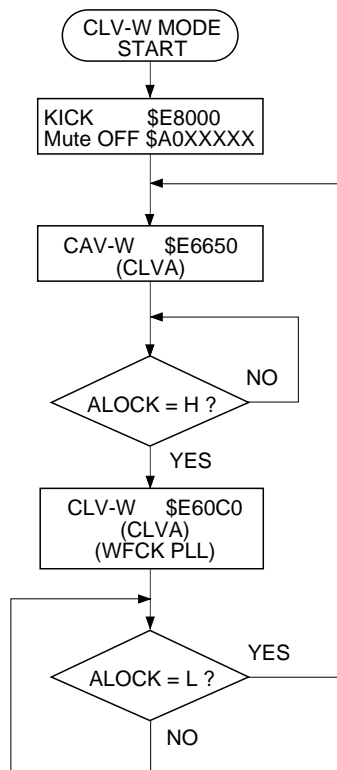 CLV-W MODE
START
KICK $E8000
Mute OFF $A0XXXXX
CAV-W $E6650
(CLVA)
NO
ALOCK = H ?
YES
CLV-W $E60C0
(CLVA)
(WFCK PLL)
YES
ALOCK = L ?
NO